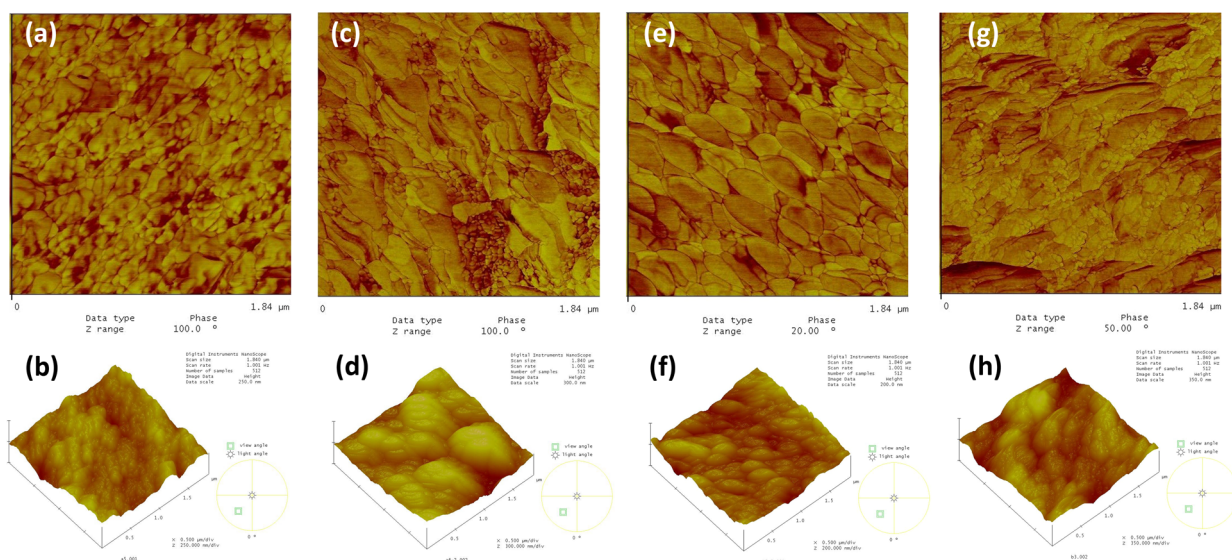 (a)
0
1.84 µm
Data type Phase
Z range 100.0 °
(c)
0
1.84 µm
Data type Phase
Z range 100.0 °
(e)
0
1.84 µm
Data type Phase
Z range 20.00 °
(g)
0
1.84 µm
Data type Phase
Z range 50.00 °
(b)
Digital Instruments NanoScope
Scan size 1.840 µm
Scan rate 1.001 Hz
Number of samples 512
Image Data Height
Data scale 250.0 nm
view angle
light angle
µm
1.5
1.0
0.5
X 0.500 µm/div
Z 250.000 nm/div
0 °
(d)
Digital Instruments NanoScope
Scan size 1.840 µm
Scan rate 1.001 Hz
Number of samples 512
Image Data Height
Data scale 300.0 nm
view angle
light angle
µm
1.5
1.0
0.5
X 0.500 µm/div
Z 300.000 nm/div
0 °
(f)
Digital Instruments NanoScope
Scan size 1.840 µm
Scan rate 1.001 Hz
Number of samples 512
Image Data Height
Data scale 200.0 nm
view angle
light angle
µm
1.5
1.0
0.5
X 0.500 µm/div
Z 200.000 nm/div
0 °
(h)
Digital Instruments NanoScope
Scan size 1.840 µm
Scan rate 1.001 Hz
Number of samples 512
Image Data Height
Data scale 350.0 nm
view angle
light angle
µm
1.5
1.0
0.5
X 0.500 µm/div
Z 350.000 nm/div
0 °
b3.002